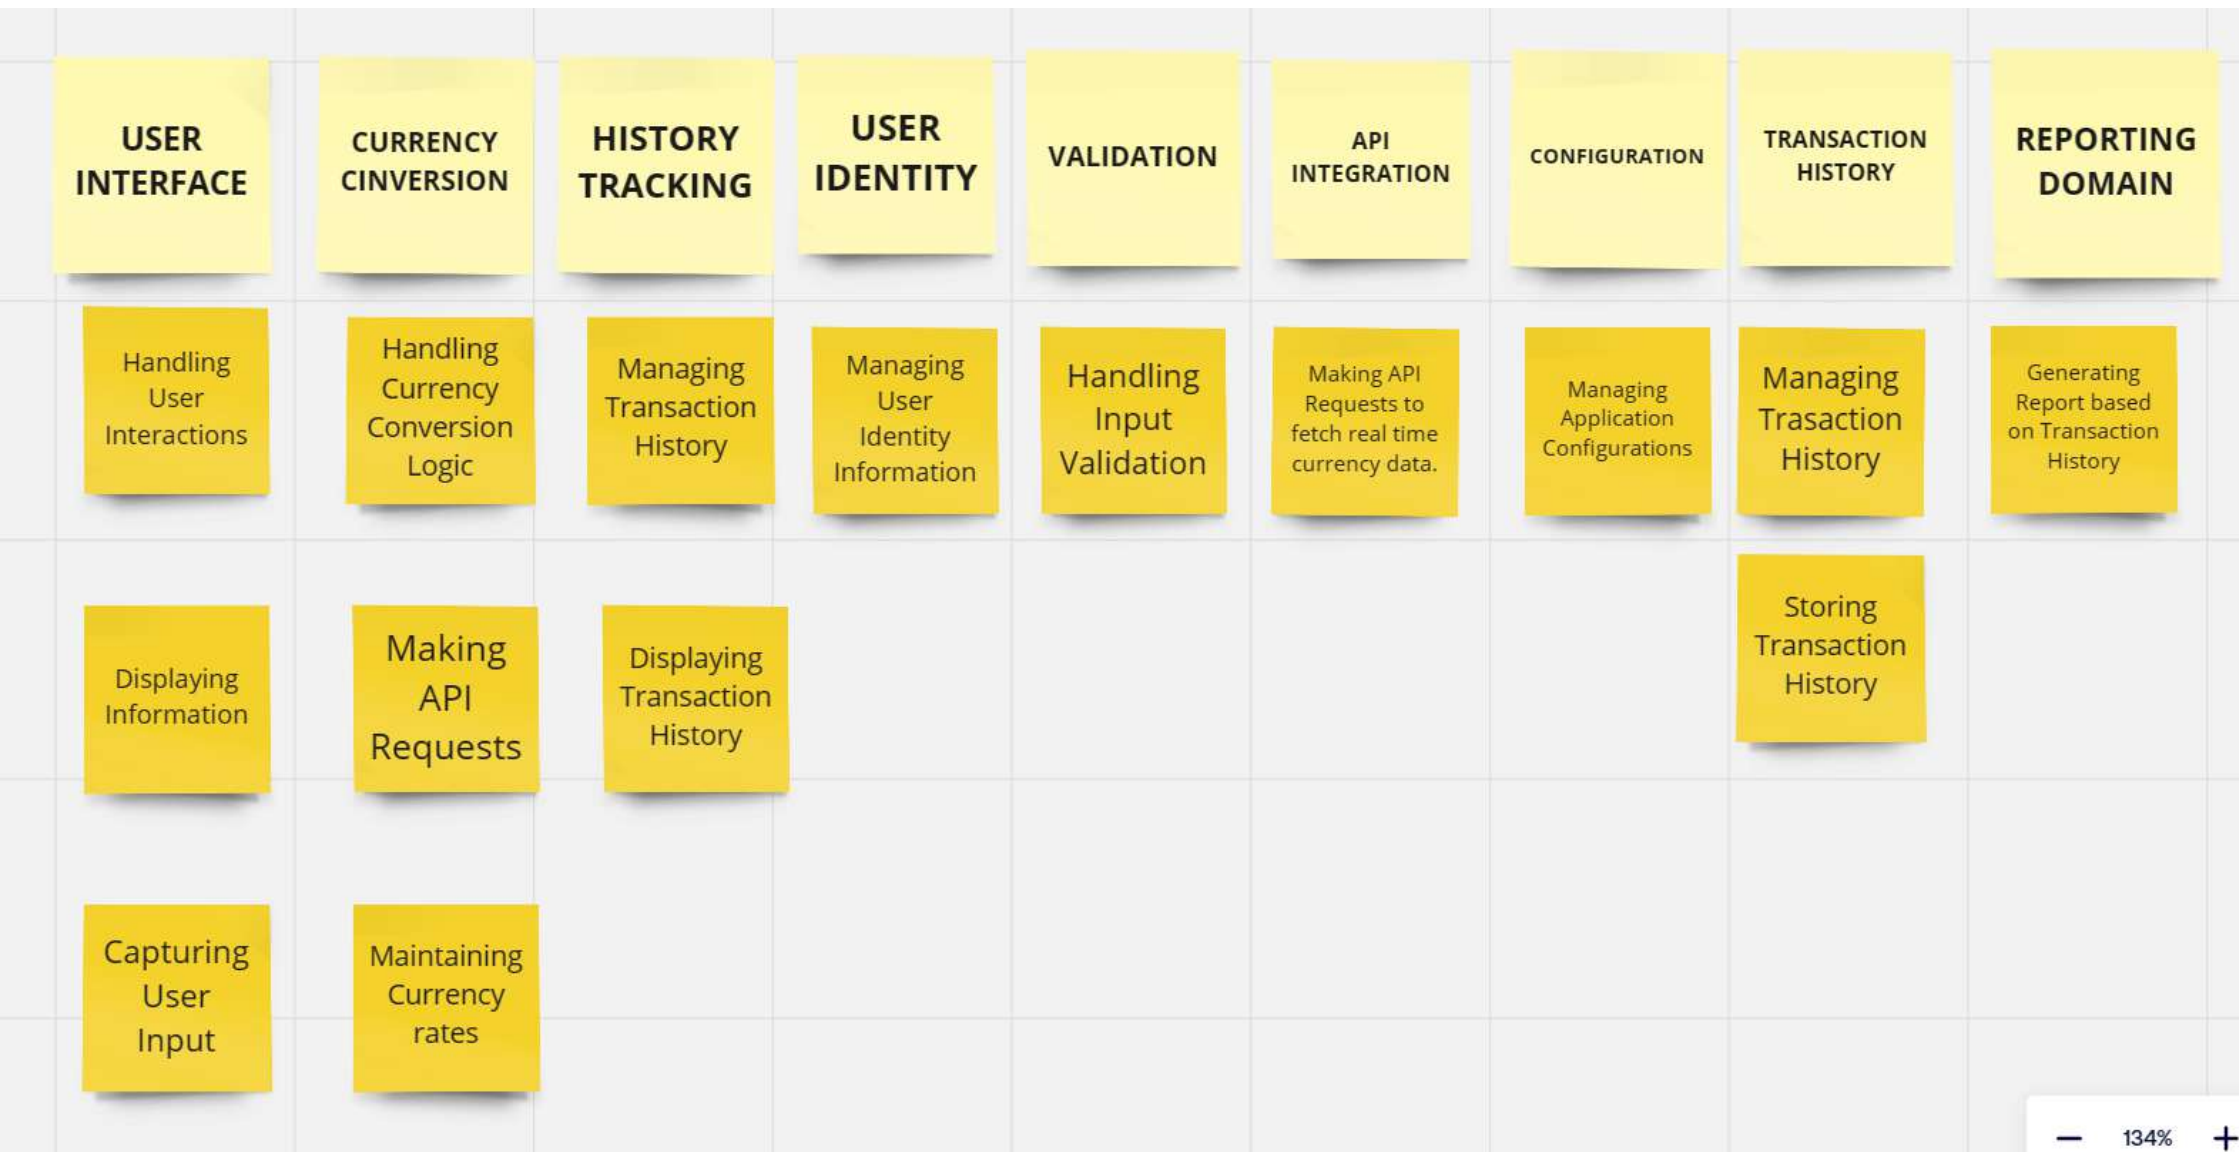 USER
INTERFACE
CURRENCY
CINVERSION
HISTORY
TRACKING
USER
IDENTITY
VALIDATION
API
INTEGRATION
CONFIGURATION
TRANSACTION
HISTORY
REPORTING
DOMAIN
Handling
User
Interactions
Handling
Currency
Conversion
Logic
Managing
Transaction
History
Managing
User
Identity
Information
Handling
Input
Validation
Making API
Requests to
fetch real time
currency data.
Managing
Application
Configurations
Managing
Trasaction
History
Generating
Report based
on Transaction
History
Displaying
Information
Making
API
Requests
Displaying
Transaction
History
Storing
Transaction
History
Capturing
User
Input
Maintaining
Currency
rates
— 134% +